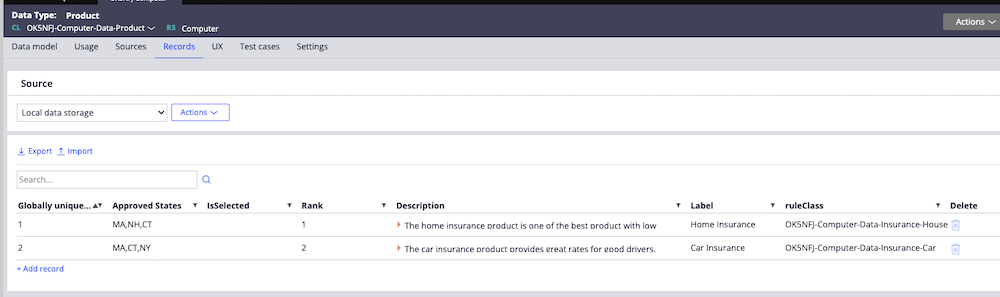 Data Type: Product
CL OK5NFJ-Computer-Data-Product RS Computer
Actions
Data model Usage Sources Records UX Test cases Settings
Source
Local data storage Actions
Export Import
Search...
Globally unique... Approved States IsSelected Rank Description Label ruleClass Delete
1 MA,NH,CT 1 The home insurance product is one of the best product with low Home Insurance OK5NFJ-Computer-Data-Insurance-House
2 MA,CT,NY 2 The car insurance product provides great rates for good drivers. Car Insurance OK5NFJ-Computer-Data-Insurance-Car
+ Add record